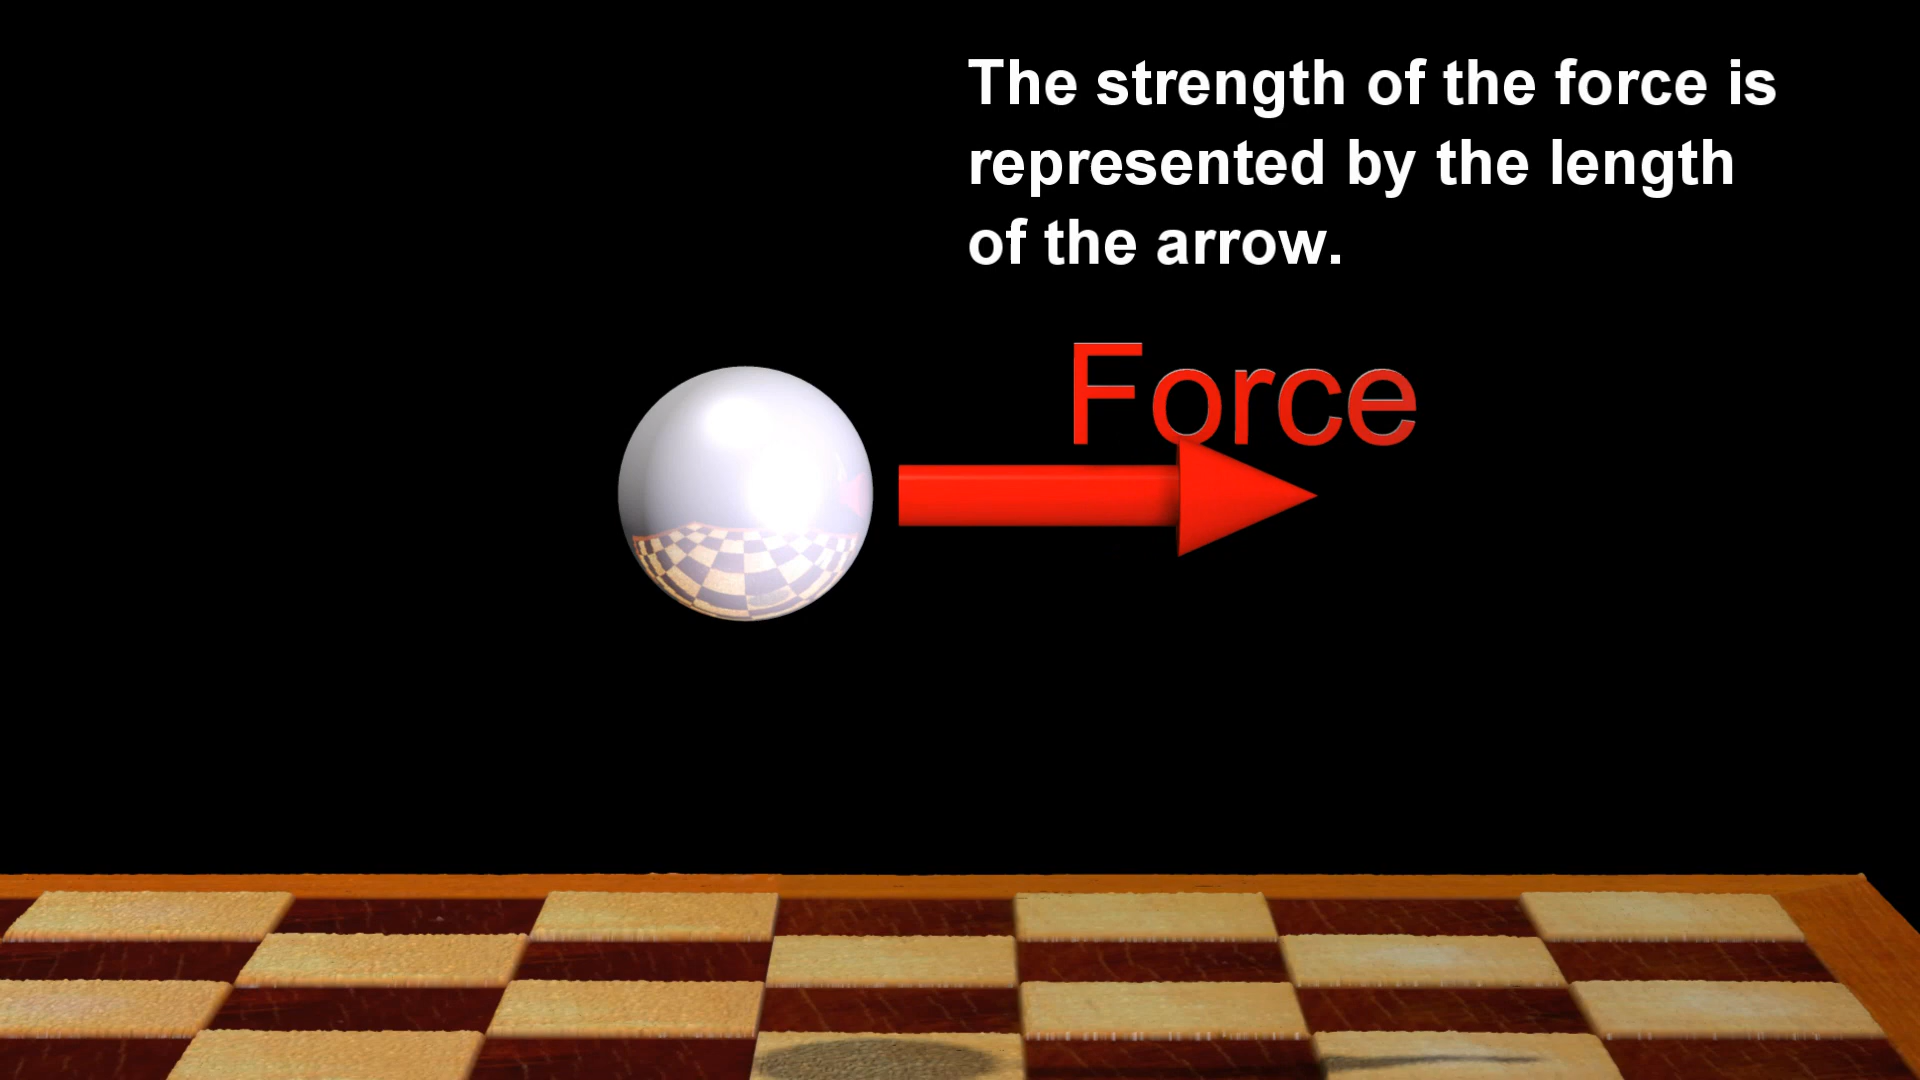 The strength of the force is
represented by the length
of the arrow.
Force